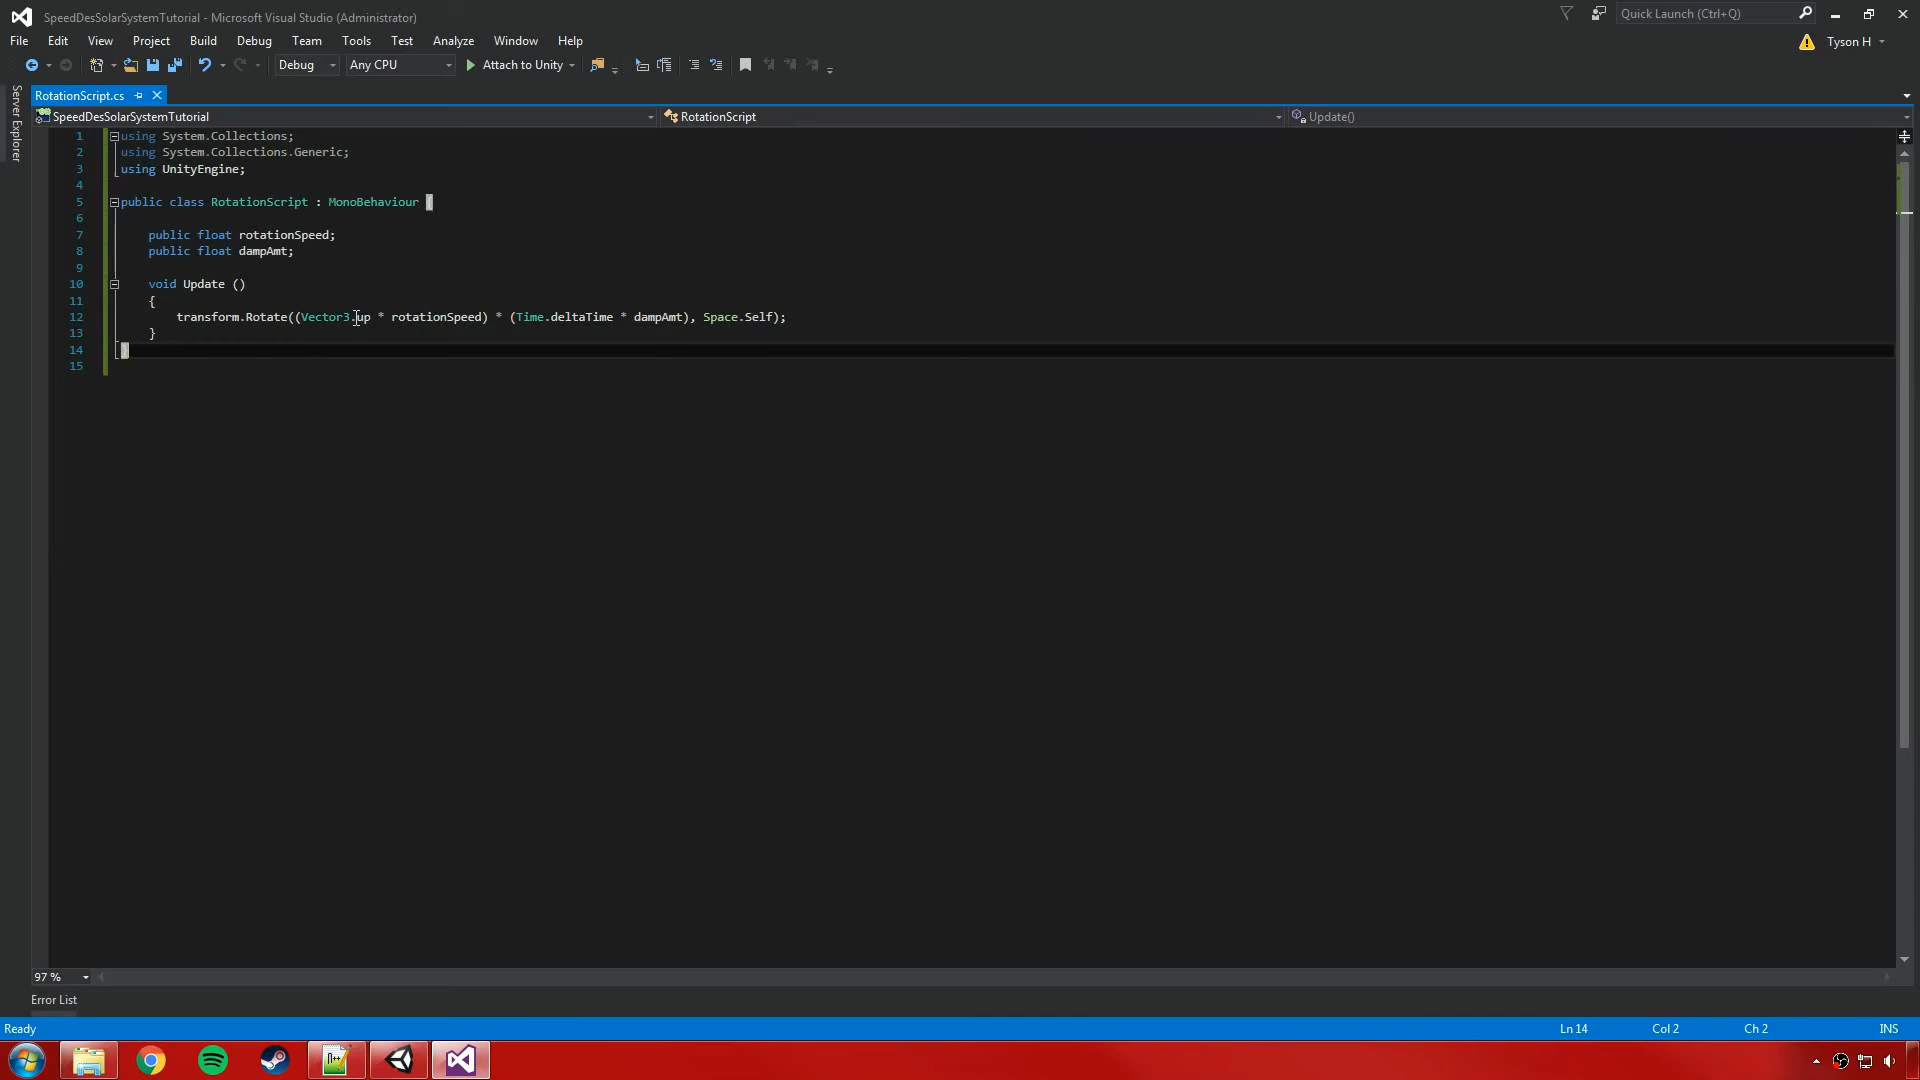 SpeedDesSolarSystemTutorial - Microsoft Visual Studio (Administrator)
Quick Launch (Ctrl+Q)
File Edit View Project Build Debug Team Tools Test Analyze Window Help
Tyson H
Debug Any CPU Attach to Unity
Server Explorer
RotationScript.cs
SpeedDesSolarSystemTutorial RotationScript Update()
1 using System.Collections;
2 using System.Collections.Generic;
3 using UnityEngine;
4
5 public class RotationScript : MonoBehaviour {
6
7 public float rotationSpeed;
8 public float dampAmt;
9
10 void Update ()
11 {
12 transform.Rotate((Vector3.up * rotationSpeed) * (Time.deltaTime * dampAmt), Space.Self);
13 }
14 }
15
97 %
Error List
Ready Ln 14 Col 2 Ch 2 INS